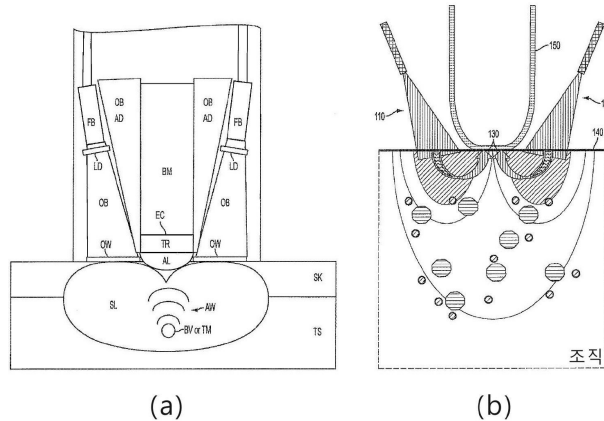 OB
AD
OB
AD
FB
FB
LD
LD
BM
OB
OB
EC
TR
OW
OW
AL
SK
SL
AW
BV or TM
TS
(a)
150
110
130
140
조직
(b)